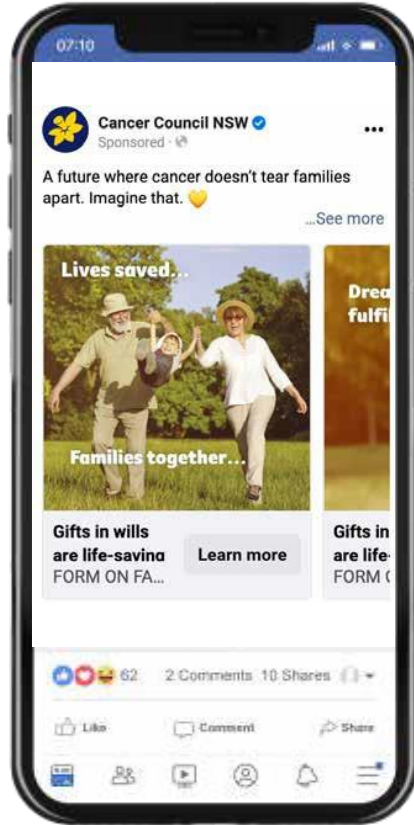 07:10
Cancer Council NSW
Sponsored ·
A future where cancer doesn't tear families
apart. Imagine that. 💛
...See more
Lives saved...
Families together...
Gifts in wills
are life-saving
FORM ON FA...
Learn more
Drea
fulfi
Gifts in
are life-
FORM
62
2 Comments 10 Shares
Like
Comment
Share